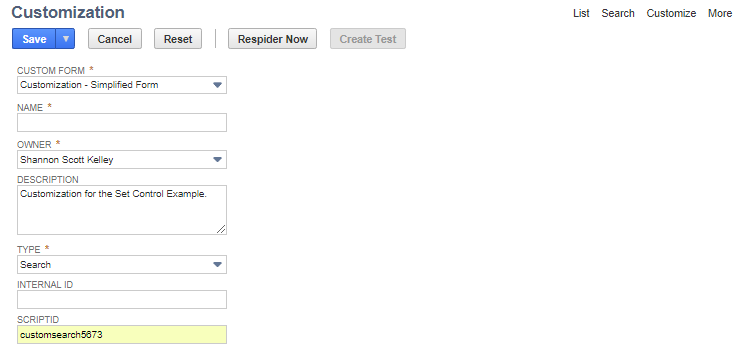 Customization
List Search Customize More
Save Cancel Reset Respider Now Create Test
CUSTOM FORM *
Customization - Simplified Form
NAME *
OWNER *
Shannon Scott Kelley
DESCRIPTION
Customization for the Set Control Example.
TYPE *
Search
INTERNAL ID
SCRIPTID
customsearch5673